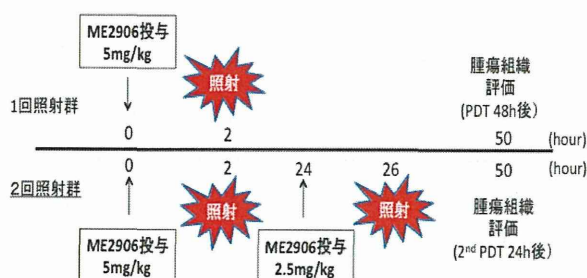 ME2906投与
5mg/kg
照射
腫瘍組織
評価
(PDT 48h後)
1回照射群
0 2 50 (hour)
0 2 24 26 50 (hour)
2回照射群
照射
照射
ME2906投与
5mg/kg
ME2906投与
2.5mg/kg
腫瘍組織
評価
(2nd PDT 24h後)